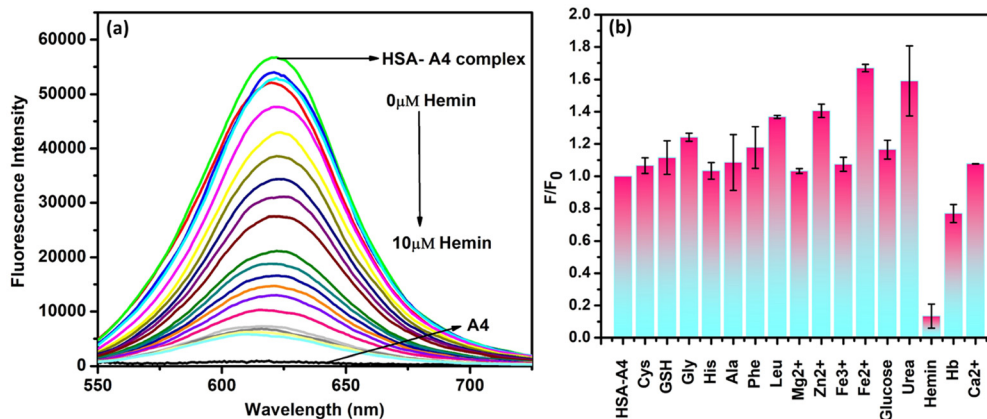 (a)
Fluorescence Intensity
60000
50000
40000
30000
20000
10000
0
HSA- A4 complex
0µM Hemin
10µM Hemin
A4
550
600
650
700
Wavelength (nm)
(b)
F/F0
2.0
1.8
1.6
1.4
1.2
1.0
0.8
0.6
0.4
0.2
0.0
HSA-A4
Cys
GSH
Gly
His
Ala
Phe
Leu
Mg2+
Zn2+
Fe3+
Fe2+
Glucose
Urea
Hemin
Hb
Ca2+